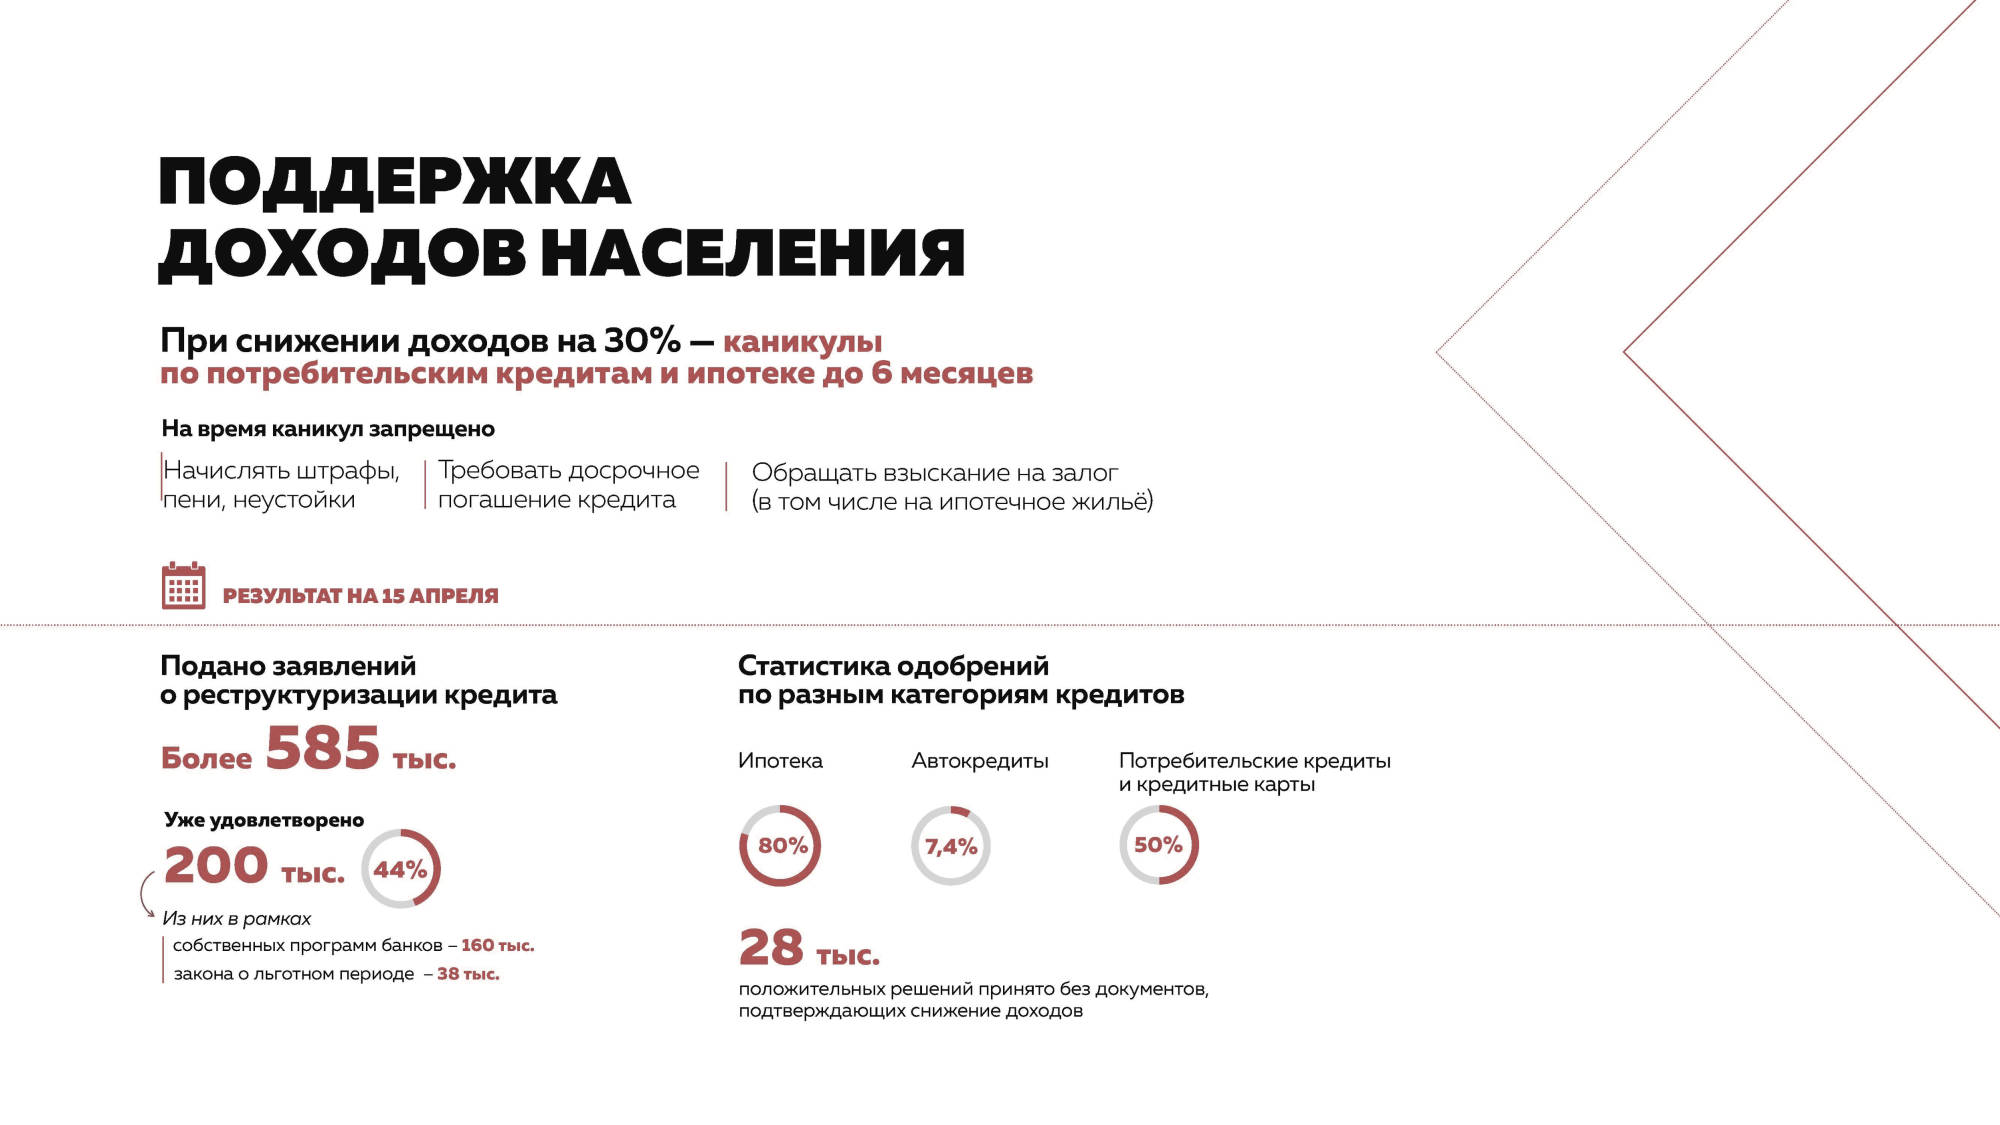 ПОДДЕРЖКА
ДОХОДОВ НАСЕЛЕНИЯ
При снижении доходов на 30% — каникулы
по потребительским кредитам и ипотеке до 6 месяцев
На время каникул запрещено
Начислять штрафы,
пени, неустойки
Требовать досрочное
погашение кредита
Обращать взыскание на залог
(в том числе на ипотечное жильё)
РЕЗУЛЬТАТ НА 15 АПРЕЛЯ
Подано заявлений
о реструктуризации кредита
Более 585 тыс.
Уже удовлетворено
200 тыс.
44%
Из них в рамках
собственных программ банков – 160 тыс.
закона о льготном периоде – 38 тыс.
Статистика одобрений
по разным категориям кредитов
Ипотека
80%
Автокредиты
7,4%
Потребительские кредиты
и кредитные карты
50%
28 тыс.
положительных решений принято без документов,
подтверждающих снижение доходов